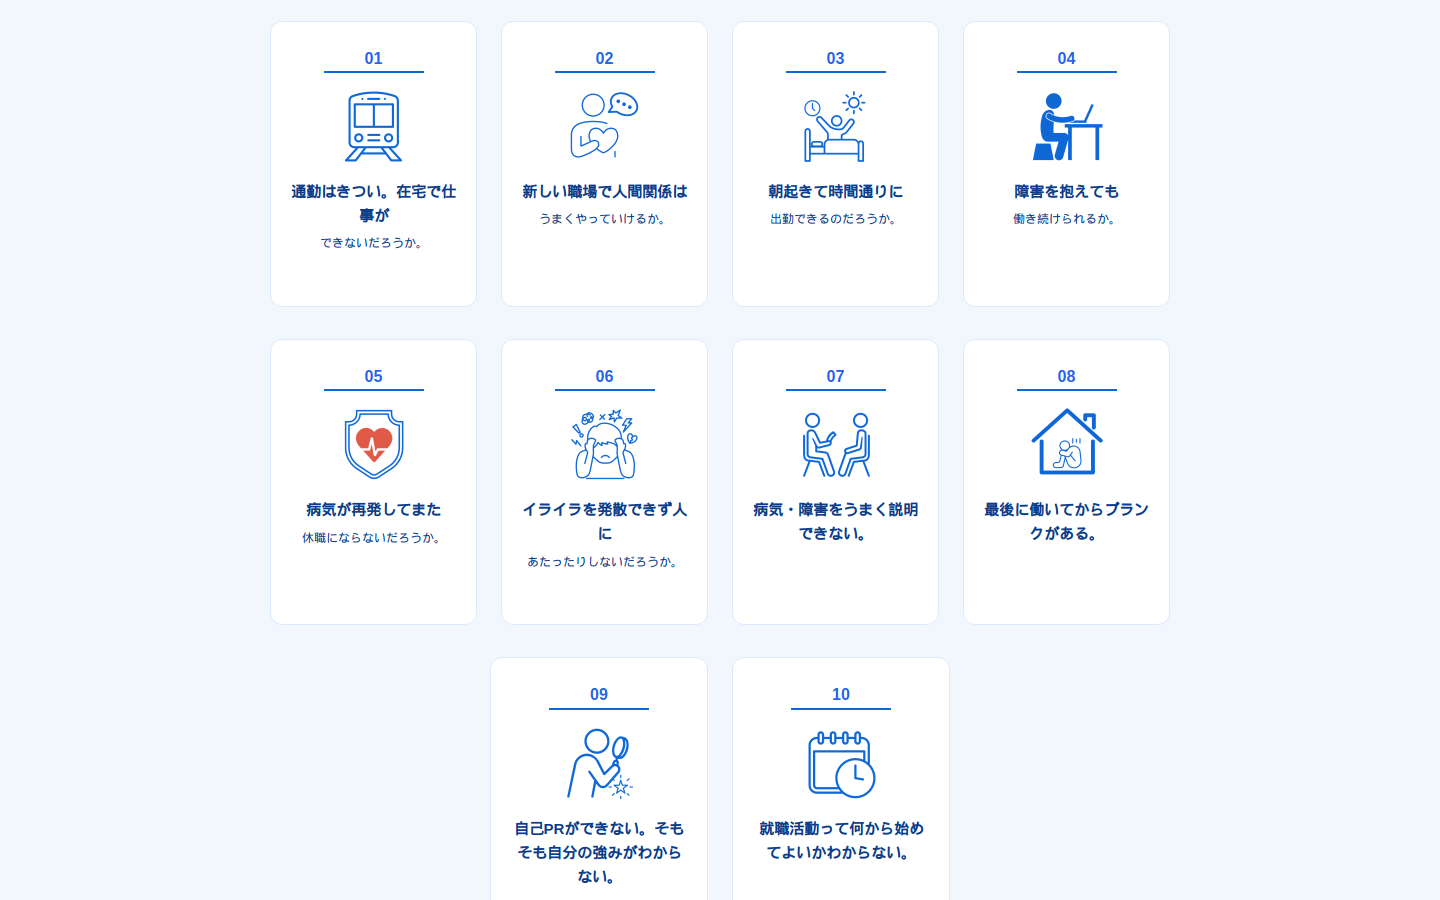 01
通勤はきつい。在宅で仕
事が
できないだろうか。
02
新しい職場で人間関係は
うまくやっていけるか。
03
朝起きて時間通りに
出勤できるのだろうか。
04
障害を抱えても
働き続けられるか。
05
病気が再発してまた
休職にならないだろうか。
06
イライラを発散できず人
に
あたったりしないだろうか。
07
病気・障害をうまく説明
できない。
08
最後に働いてからブラン
クがある。
09
自己PRができない。そも
そも自分の強みがわから
ない。
10
就職活動って何から始め
てよいかわからない。